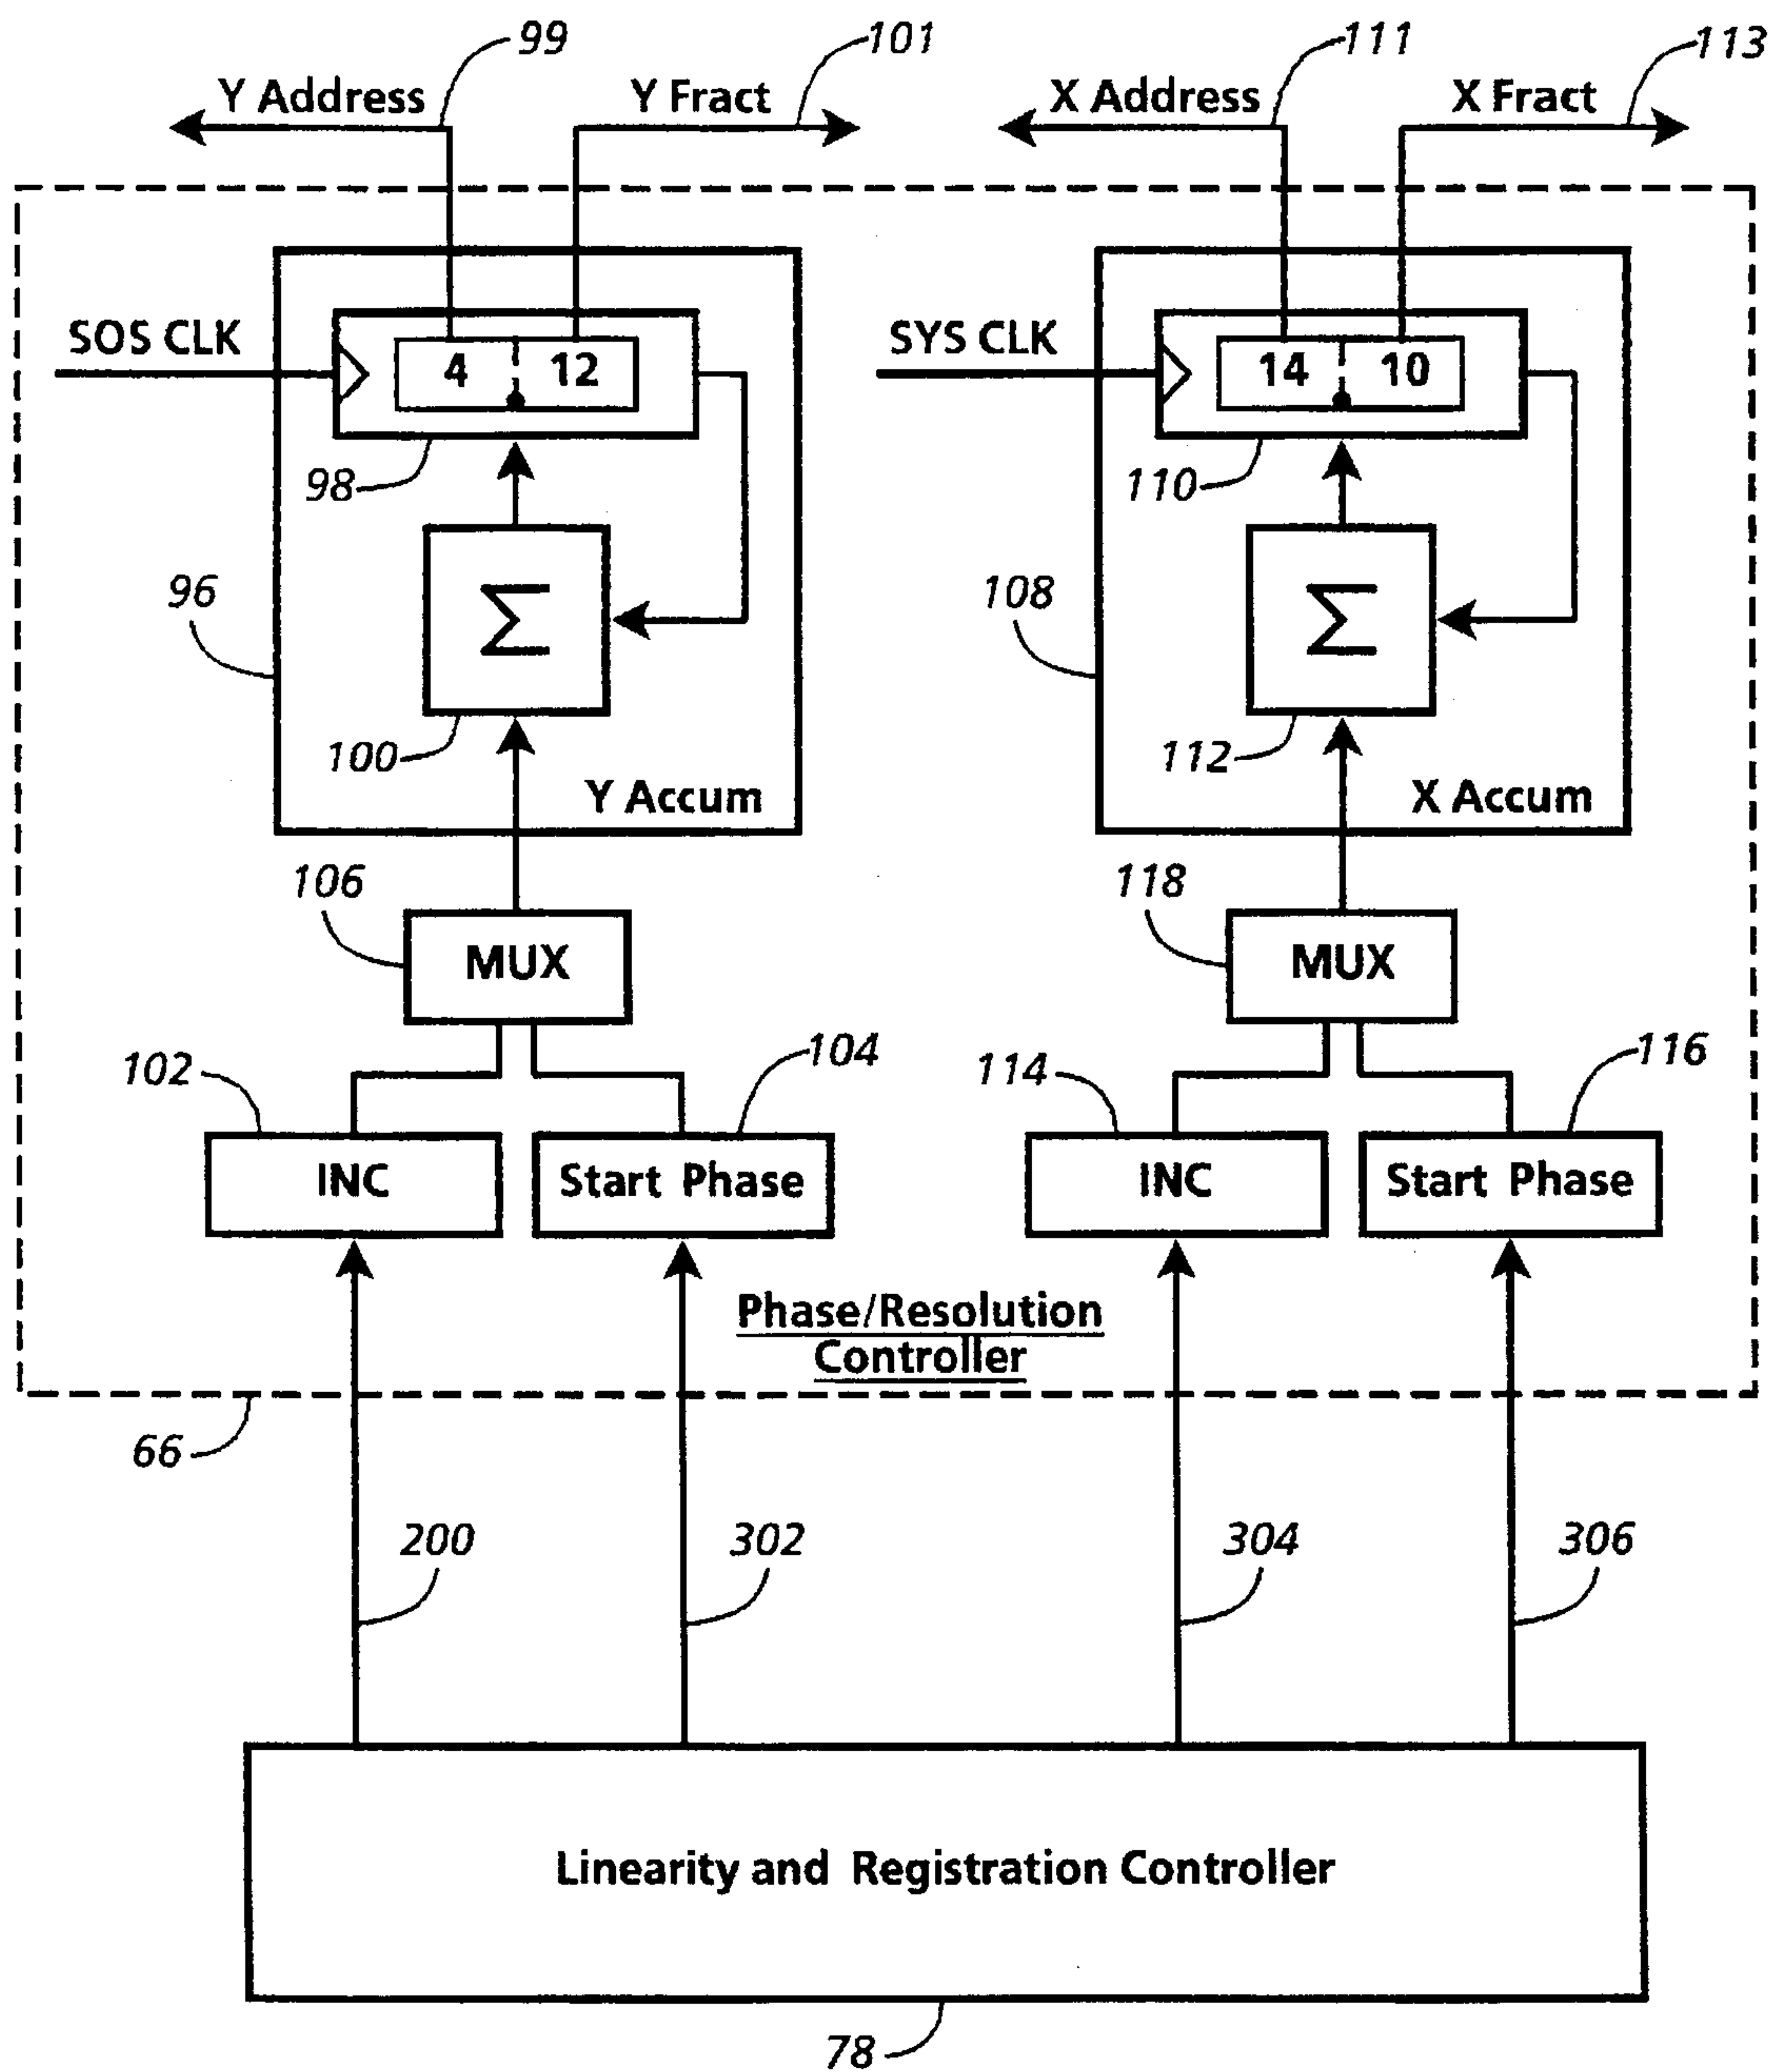 99
101
111
113
Y Address
Y Fract
X Address
X Fract
SOS CLK
4
12
SYS CLK
14
10
98
110
96
Σ
108
Σ
100
112
Y Accum
X Accum
106
118
MUX
MUX
102
104
114
116
INC
Start Phase
INC
Start Phase
Phase/Resolution
Controller
66
200
302
304
306
Linearity and Registration Controller
78